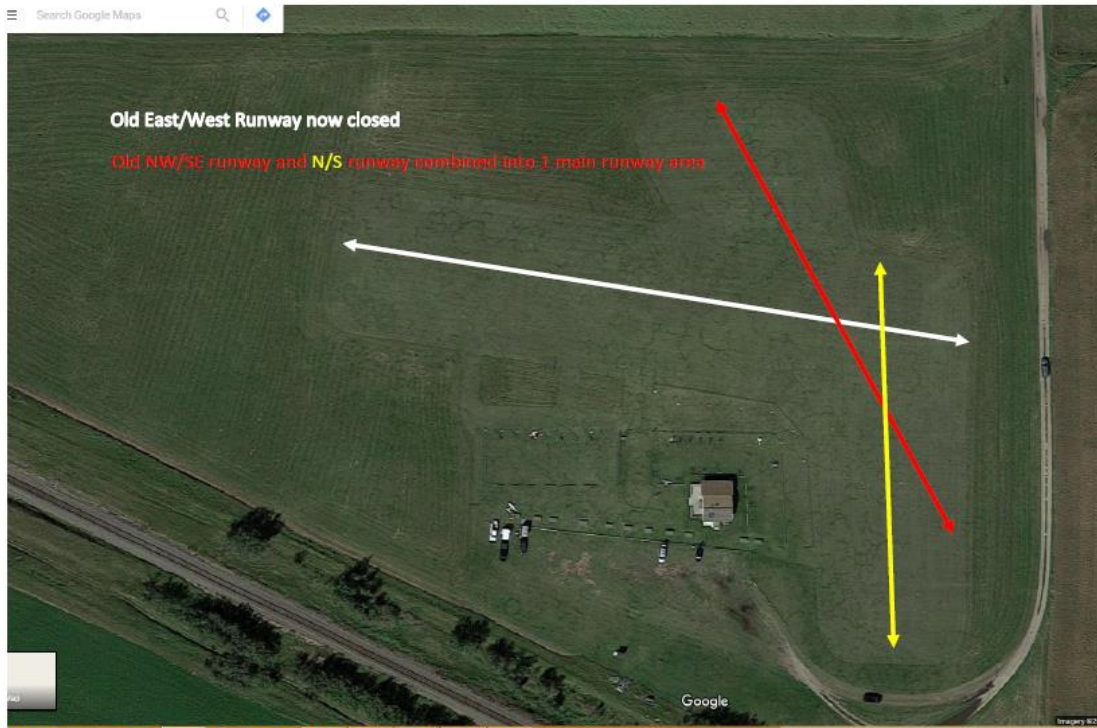 Search Google Maps
Old East/West Runway now closed
Old NW/SE runway and N/S runway combined into 1 main runway area
Google
Imagery